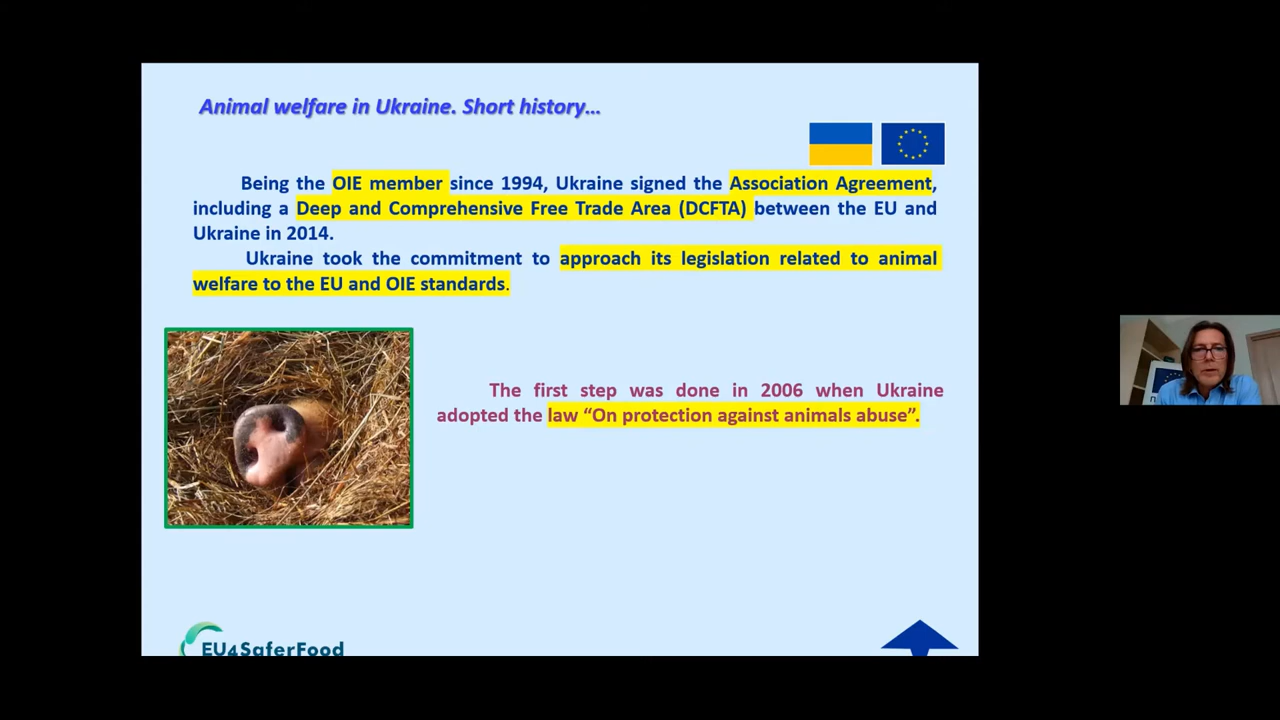 Animal welfare in Ukraine. Short history...
Being the OIE member since 1994, Ukraine signed the Association Agreement,
including a Deep and Comprehensive Free Trade Area (DCFTA) between the EU and
Ukraine in 2014.
Ukraine took the commitment to approach its legislation related to animal
welfare to the EU and OIE standards.
The first step was done in 2006 when Ukraine
adopted the law “On protection against animals abuse”.
EU4SaferFood